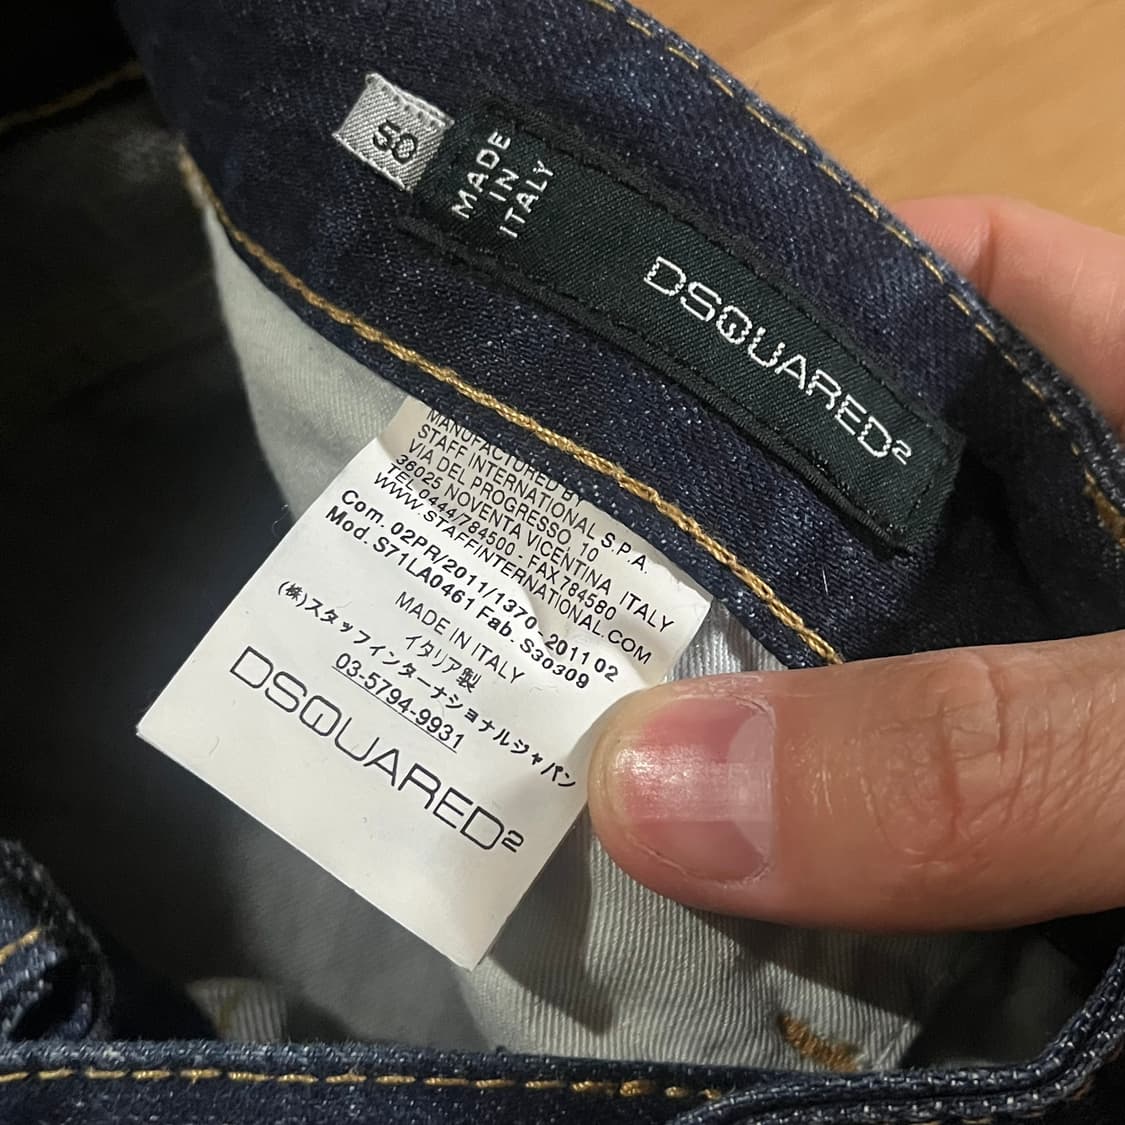 50
MADE
IN
ITALY
DSQUARED2
MANUFACTURED BY
STAFF INTERNATIONAL S.P.A.
VIA DEL PROGRESSO, 10
36025 NOVENTA VICENTINA ITALY
TEL.0444/784500 - FAX 784580
WWW.STAFFINTERNATIONAL.COM
Com. 02PR/2011/1370-2011 02
Mod. S71LA0461 Fab. S30309
MADE IN ITALY
イタリア製
(株)スタッフインターナショナルジャパン
03-5794-9931
DSQUARED2